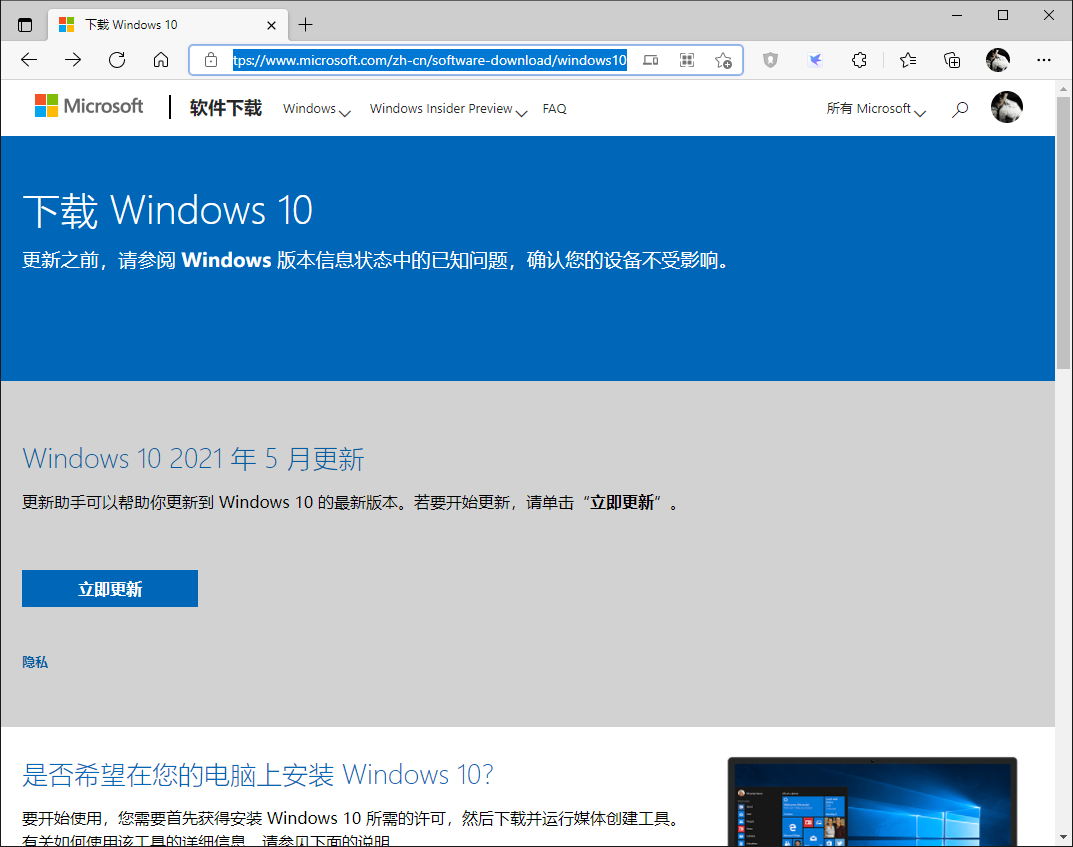 下载 Windows 10
tps://www.microsoft.com/zh-cn/software-download/windows10
Microsoft 软件下载 Windows Windows Insider Preview FAQ 所有 Microsoft
下载 Windows 10
更新之前，请参阅 Windows 版本信息状态中的已知问题，确认您的设备不受影响。
Windows 10 2021 年 5 月更新
更新助手可以帮助你更新到 Windows 10 的最新版本。若要开始更新，请单击“立即更新”。
立即更新
隐私
是否希望在您的电脑上安装 Windows 10?
要开始使用，您需要首先获得安装 Windows 10 所需的许可，然后下载并运行媒体创建工具。
有关如何使用该工具的详细信息，请参见下面的说明